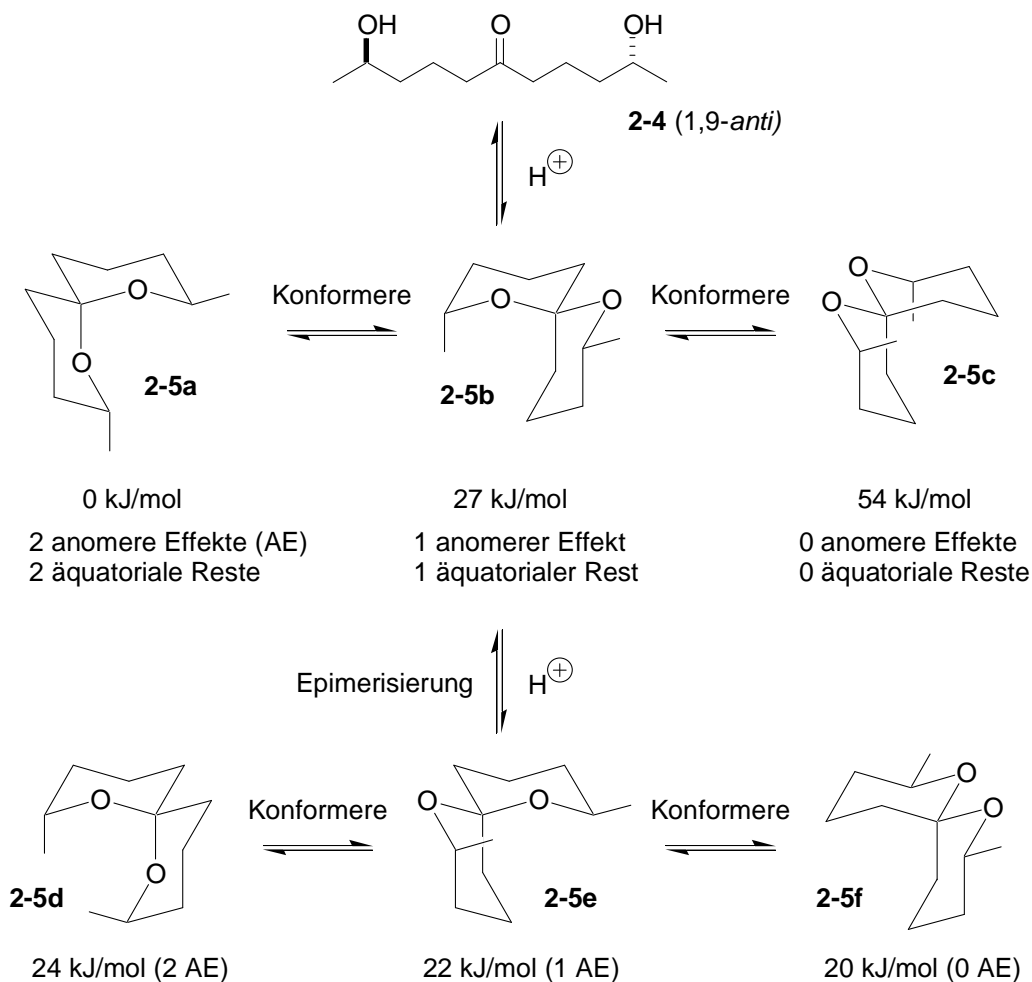 OH O OH
2-4 (1,9-anti)
H ⊕
O O
2-5a
Konformere
O O
2-5b
Konformere
O O
2-5c
0 kJ/mol 27 kJ/mol 54 kJ/mol
2 anomere Effekte (AE) 1 anomerer Effekt 0 anomere Effekte
2 äquatoriale Reste 1 äquatorialer Rest 0 äquatoriale Reste
Epimerisierung H ⊕
O O
2-5d
Konformere
O O
2-5e
Konformere
O O
2-5f
24 kJ/mol (2 AE) 22 kJ/mol (1 AE) 20 kJ/mol (0 AE)